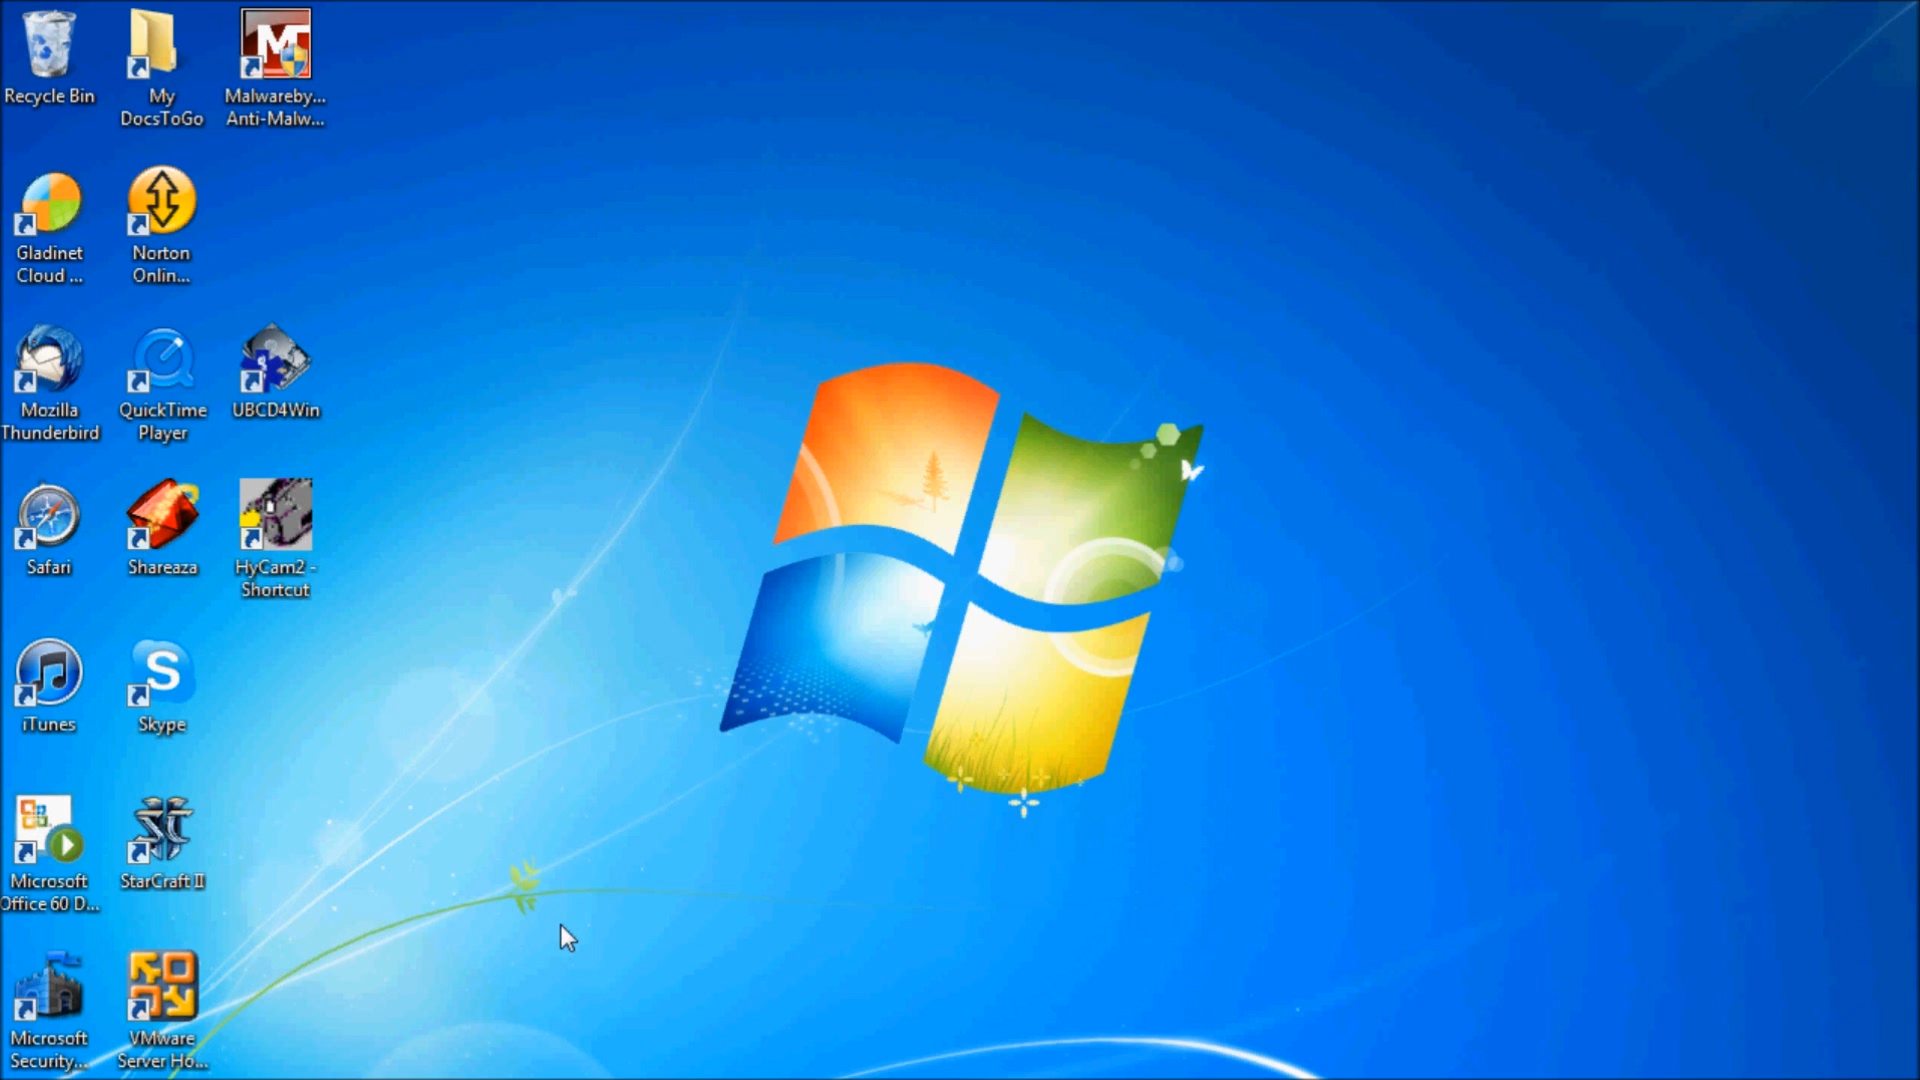 Recycle Bin
My
DocsToGo
Malwareby...
Anti-Malw...
Gladinet
Cloud ...
Norton
Onlin...
Mozilla
Thunderbird
QuickTime
Player
UBCD4Win
Safari
Shareaza
HyCam2 -
Shortcut
iTunes
S
Skype
Microsoft
Office 60 D...
StarCraft II
Microsoft
Security...
VMware
Server Ho...